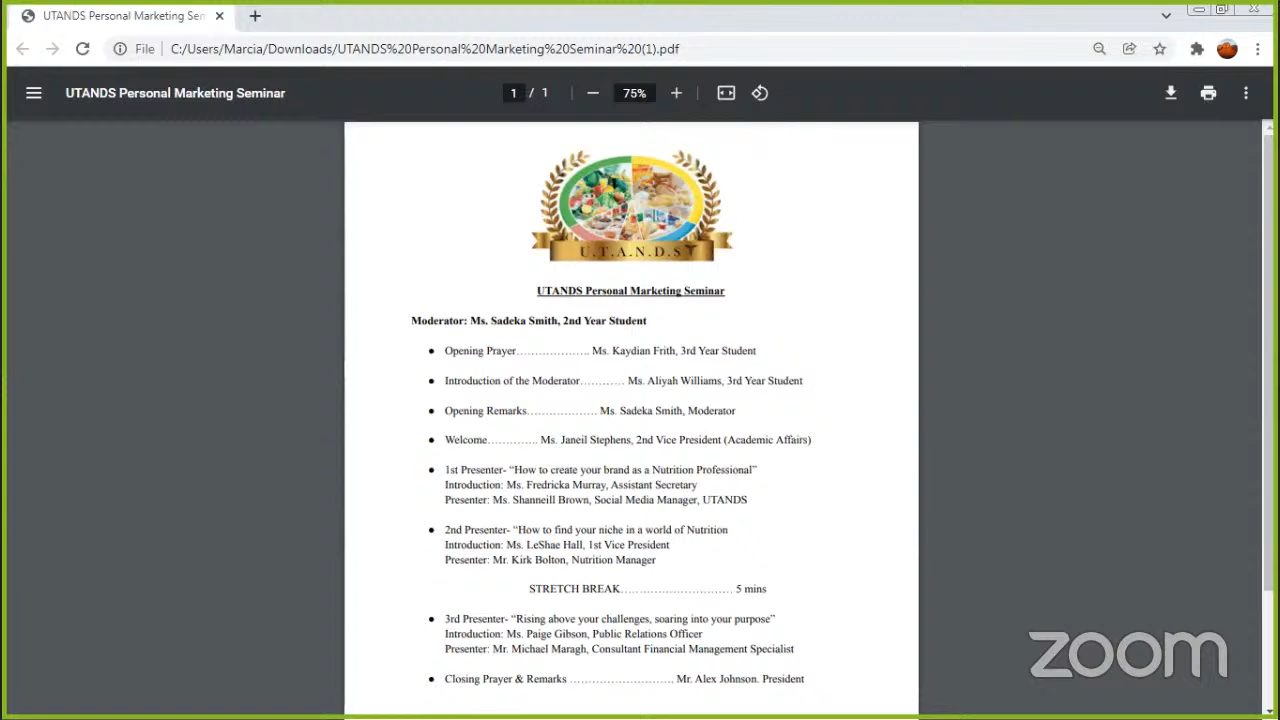 UTANDS Personal Marketing Sem
File
C:/Users/Marcia/Downloads/UTANDS%20Personal%20Marketing%20Seminar%20(1).pdf
UTANDS Personal Marketing Seminar
1 / 1
75%
U.T.A.N.D.S
UTANDS Personal Marketing Seminar
Moderator: Ms. Sadeka Smith, 2nd Year Student
● Opening Prayer………………… Ms. Kaydian Frith, 3rd Year Student
● Introduction of the Moderator………… Ms. Aliyah Williams, 3rd Year Student
● Opening Remarks………………… Ms. Sadeka Smith, Moderator
● Welcome………….. Ms. Janeil Stephens, 2nd Vice President (Academic Affairs)
● 1st Presenter- “How to create your brand as a Nutrition Professional”
Introduction: Ms. Fredricka Murray, Assistant Secretary
Presenter: Ms. Shanneill Brown, Social Media Manager, UTANDS
● 2nd Presenter- “How to find your niche in a world of Nutrition
Introduction: Ms. LeShae Hall, 1st Vice President
Presenter: Mr. Kirk Bolton, Nutrition Manager
STRETCH BREAK……………………………. 5 mins
● 3rd Presenter- “Rising above your challenges, soaring into your purpose”
Introduction: Ms. Paige Gibson, Public Relations Officer
Presenter: Mr. Michael Maragh, Consultant Financial Management Specialist
● Closing Prayer & Remarks ………………………….. Mr. Alex Johnson. President
zoom